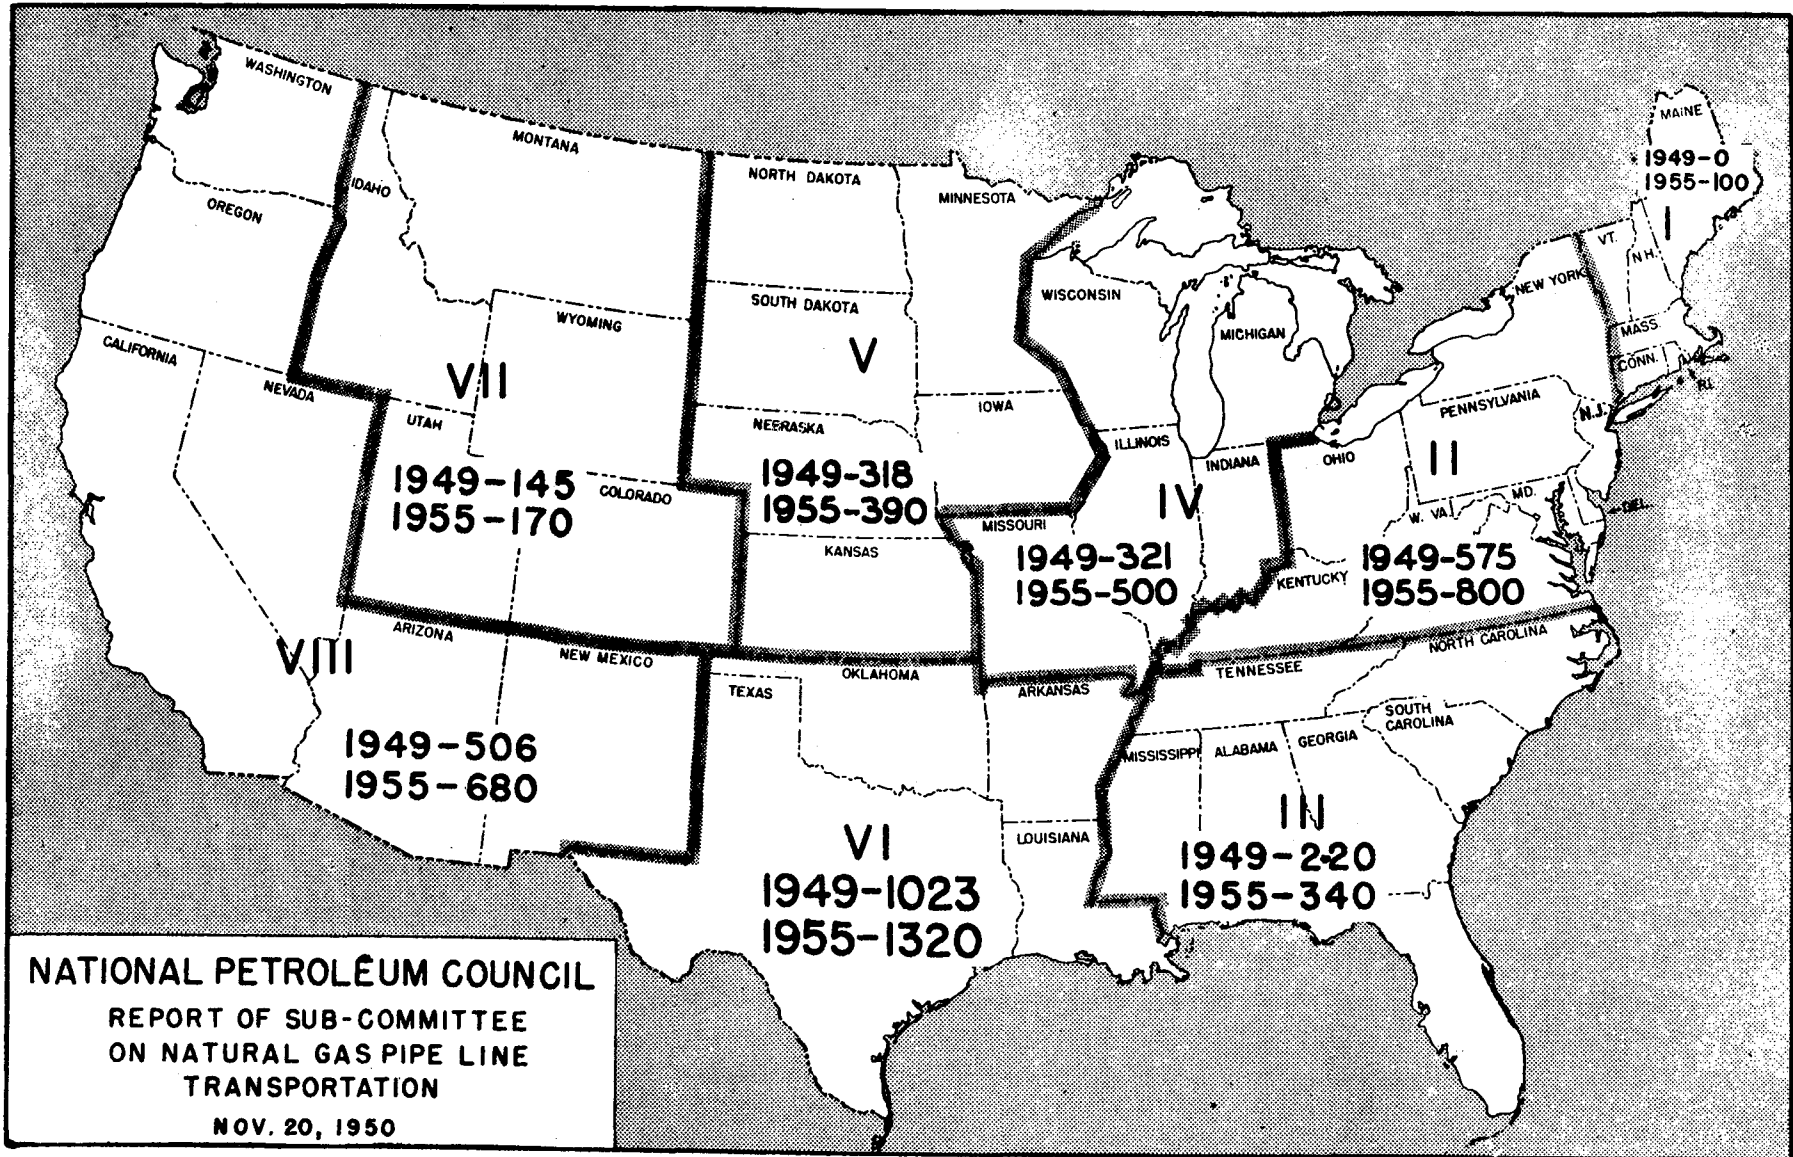 WASHINGTON
MONTANA
NORTH DAKOTA
MINNESOTA
MAINE
1949-0
1955-100
I
IDAHO
OREGON
VT.
N.H.
NEW YORK
SOUTH DAKOTA
WISCONSIN
MICHIGAN
MASS.
CONN.
R.I.
WYOMING
CALIFORNIA
NEVADA
VII
UTAH
V
IOWA
NEBRASKA
ILLINOIS
INDIANA
OHIO
PENNSYLVANIA
N.J.
II
1949-145
1955-170
COLORADO
1949-318
1955-390
IV
MISSOURI
W. VA.
MD.
DEL.
KANSAS
1949-321
1955-500
KENTUCKY
1949-575
1955-800
VIII
ARIZONA
NEW MEXICO
TEXAS
OKLAHOMA
ARKANSAS
TENNESSEE
NORTH CAROLINA
SOUTH
CAROLINA
MISSISSIPPI
ALABAMA
GEORGIA
1949-506
1955-680
VI
1949-1023
1955-1320
LOUISIANA
III
1949-220
1955-340
NATIONAL PETROLEUM COUNCIL
REPORT OF SUB-COMMITTEE
ON NATURAL GAS PIPE LINE
TRANSPORTATION
NOV. 20, 1950